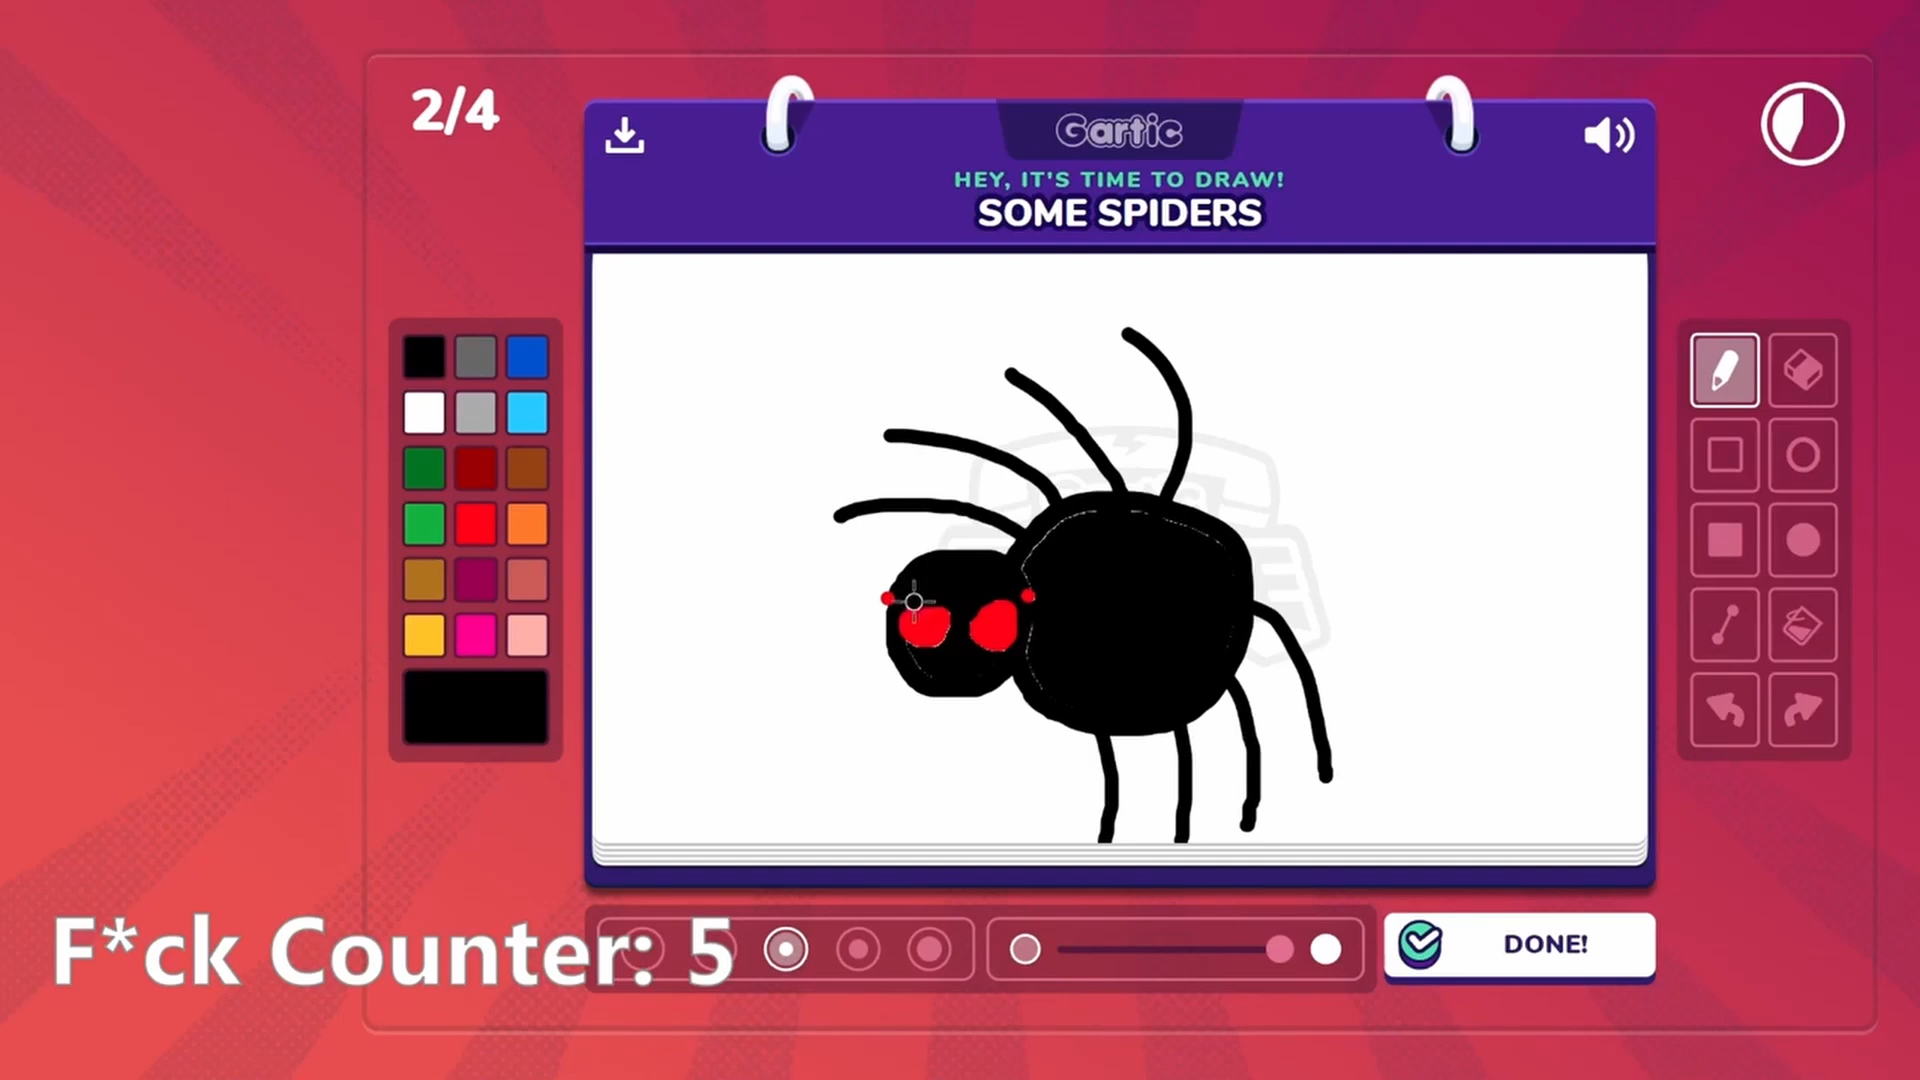 2/4
Gartic
HEY, IT'S TIME TO DRAW!
SOME SPIDERS
F*ck Counter: 5
DONE!